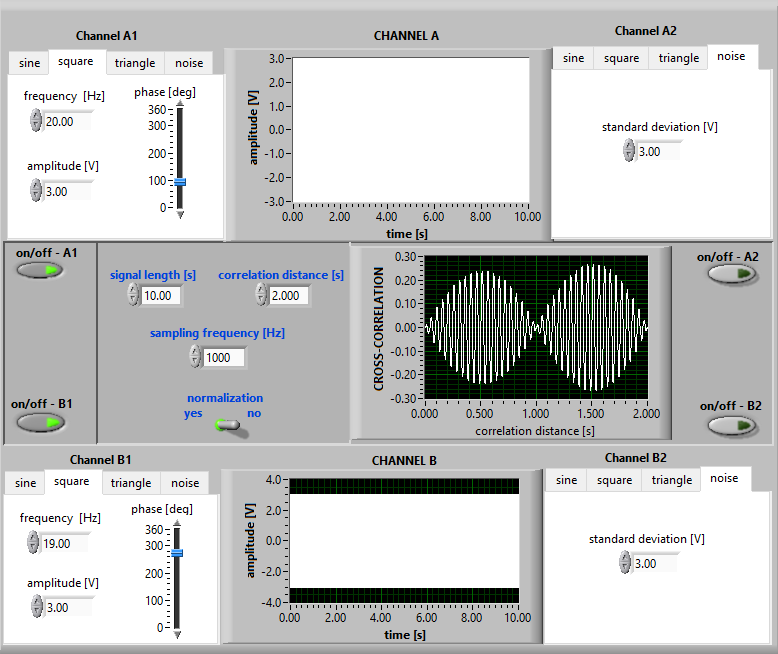 Channel A1
sine square triangle noise
frequency [Hz]
20.00
amplitude [V]
3.00
phase [deg]
360
300
200
100
0
CHANNEL A
amplitude [V]
3.0
2.0
1.0
0.0
-1.0
-2.0
-3.0
0.00 2.00 4.00 6.00 8.00 10.00
time [s]
Channel A2
sine square triangle noise
standard deviation [V]
3.00
on/off - A1
on/off - B1
signal length [s]
10.00
correlation distance [s]
2.000
sampling frequency [Hz]
1000
normalization
yes no
CROSS-CORRELATION
0.30
0.20
0.10
0.00
-0.10
-0.20
-0.30
0.000 0.500 1.000 1.500 2.000
correlation distance [s]
on/off - A2
on/off - B2
Channel B1
sine square triangle noise
frequency [Hz]
19.00
amplitude [V]
3.00
phase [deq]
360
300
200
100
0
CHANNEL B
amplitude [V]
4.0
2.0
0.0
-2.0
-4.0
0.00 2.00 4.00 6.00 8.00 10.00
time [s]
Channel B2
sine square triangle noise
standard deviation [V]
3.00